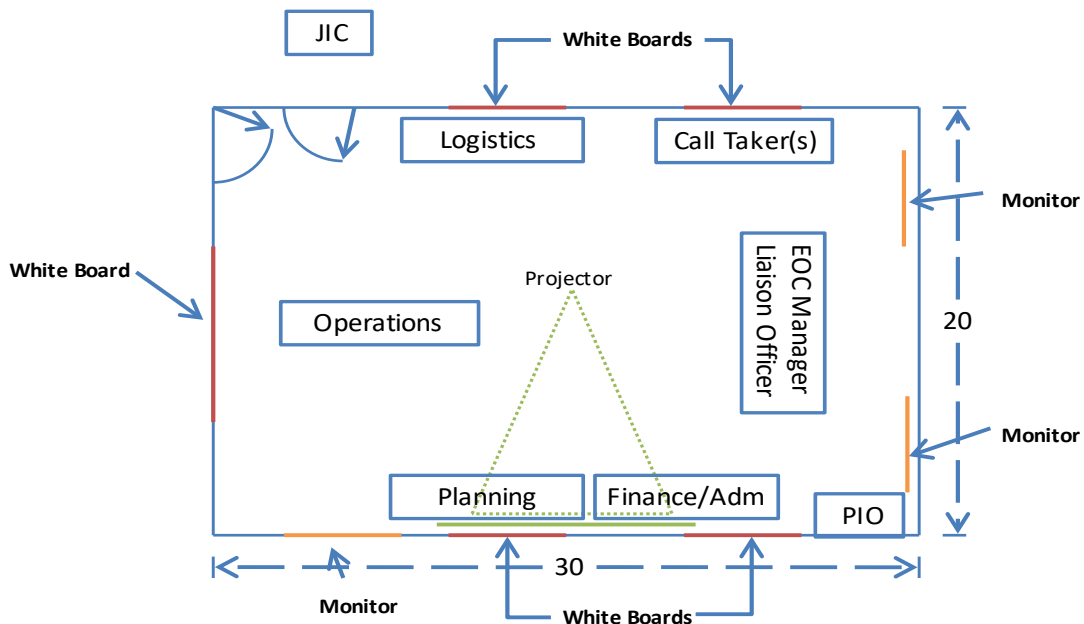 JIC
White Boards
Logistics
Call Taker(s)
Monitor
White Board
Projector
EOC Manager
Liaison Officer
Operations
20
Monitor
Planning
Finance/Adm
PIO
30
Monitor
White Boards